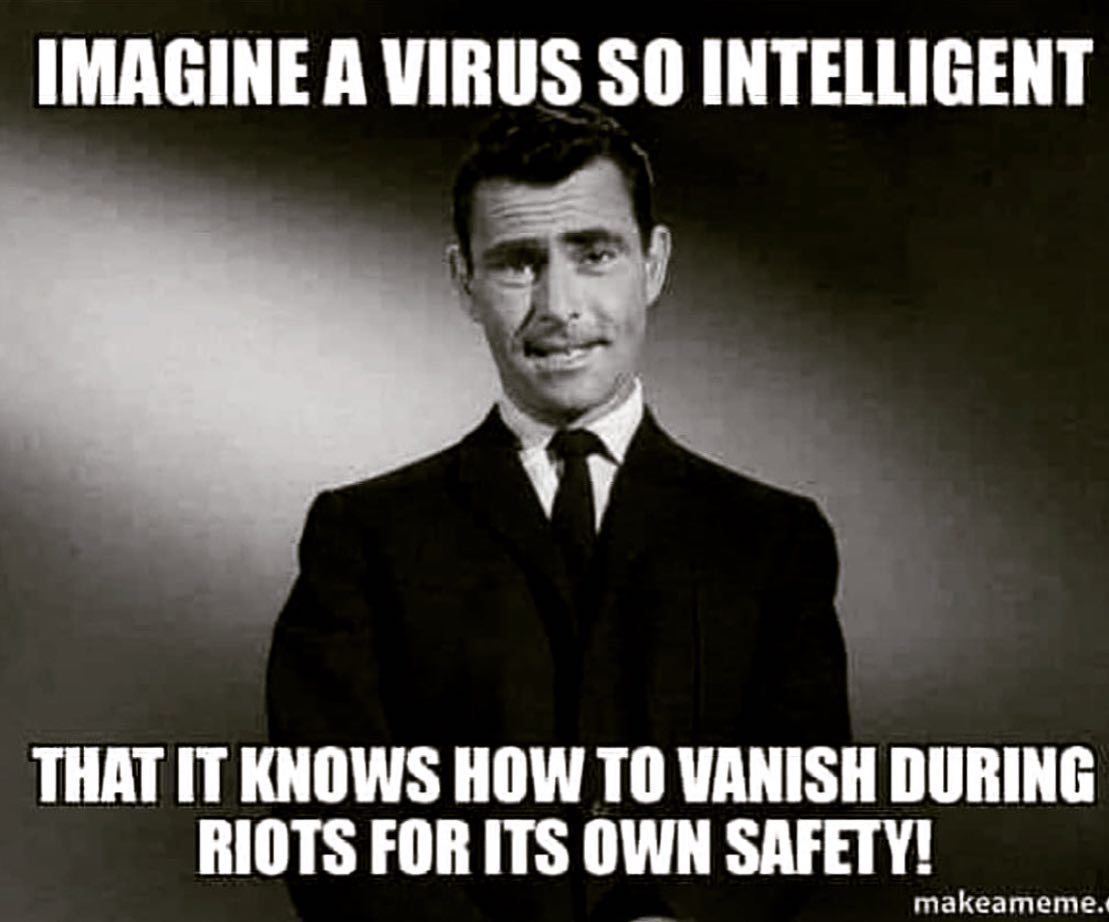 IMAGINE A VIRUS SO INTELLIGENT
THAT IT KNOWS HOW TO VANISH DURING
RIOTS FOR ITS OWN SAFETY!
makeameme.